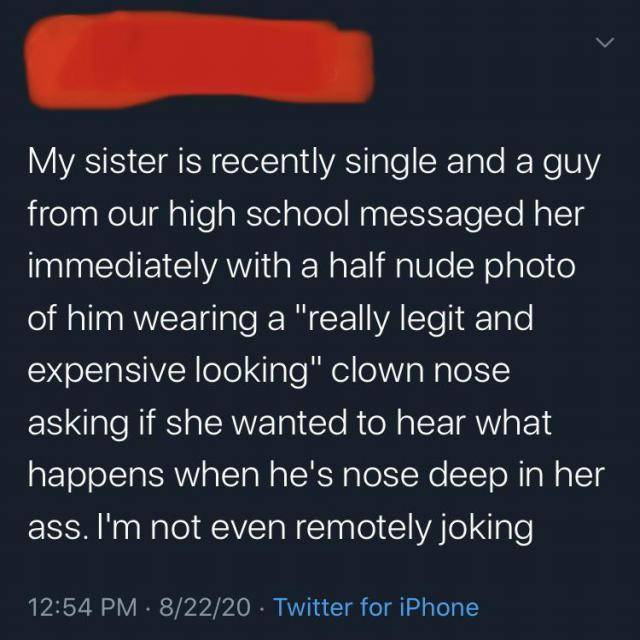 My sister is recently single and a guy
from our high school messaged her
immediately with a half nude photo
of him wearing a "really legit and
expensive looking" clown nose
asking if she wanted to hear what
happens when he's nose deep in her
ass. I'm not even remotely joking
12:54 PM · 8/22/20 · Twitter for iPhone